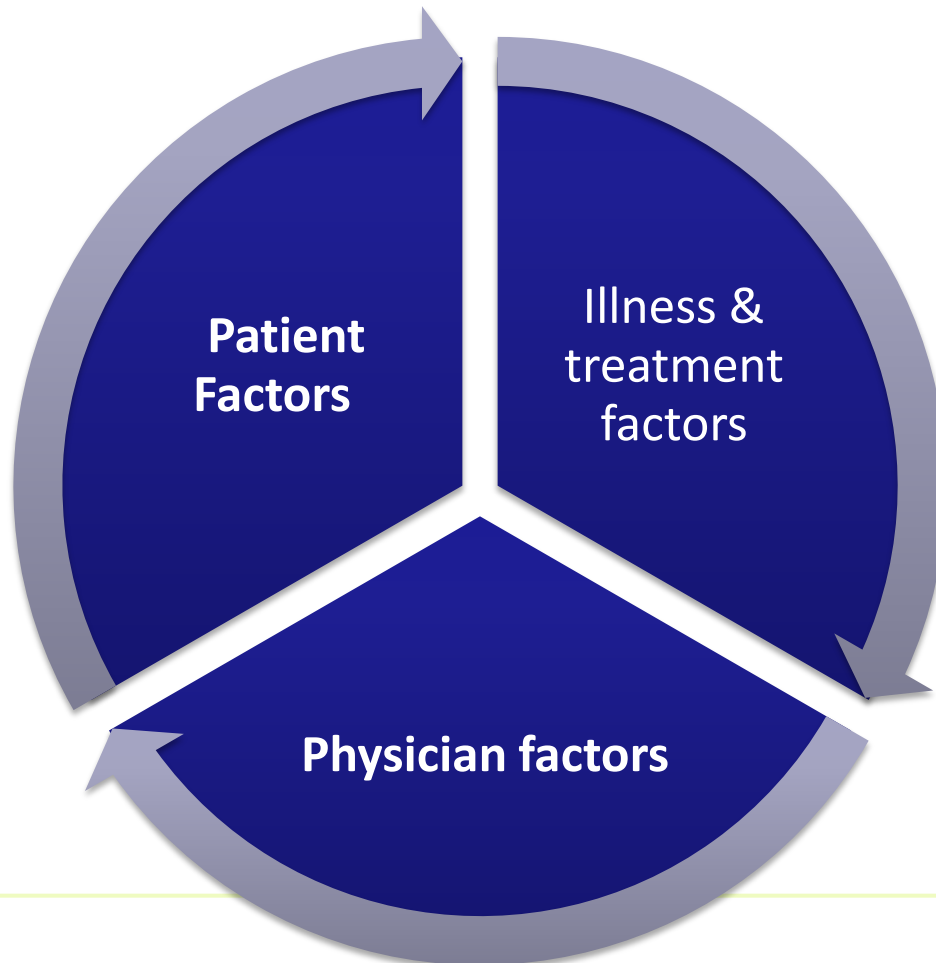 Patient
Factors
Illness &
treatment
factors
Physician factors